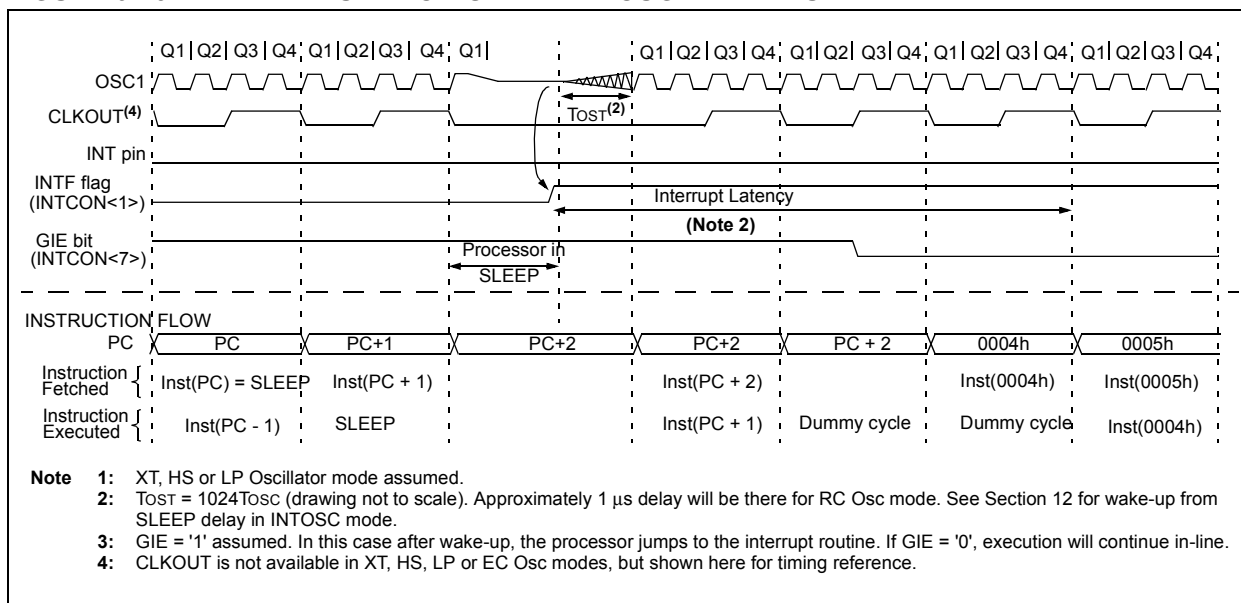 Q1 Q2 Q3 Q4 Q1 Q2 Q3 Q4 Q1 Q1 Q2 Q3 Q4 Q1 Q2 Q3 Q4 Q1 Q2 Q3 Q4 Q1 Q2 Q3 Q4
OSC1
CLKOUT(4)
TOST(2)
INT pin
INTF flag
(INTCON<1>)
Interrupt Latency
(Note 2)
GIE bit
(INTCON<7>)
Processor in
SLEEP
INSTRUCTION FLOW
PC PC PC+1 PC+2 PC+2 PC + 2 0004h 0005h
Instruction
Fetched
Inst(PC) = SLEEP Inst(PC + 1) Inst(PC + 2) Inst(0004h) Inst(0005h)
Instruction
Executed
Inst(PC - 1) SLEEP Inst(PC + 1) Dummy cycle Dummy cycle Inst(0004h)
Note 1: XT, HS or LP Oscillator mode assumed.
2: TOST = 1024TOSC (drawing not to scale). Approximately 1 μs delay will be there for RC Osc mode. See Section 12 for wake-up from
SLEEP delay in INTOSC mode.
3: GIE = '1' assumed. In this case after wake-up, the processor jumps to the interrupt routine. If GIE = '0', execution will continue in-line.
4: CLKOUT is not available in XT, HS, LP or EC Osc modes, but shown here for timing reference.